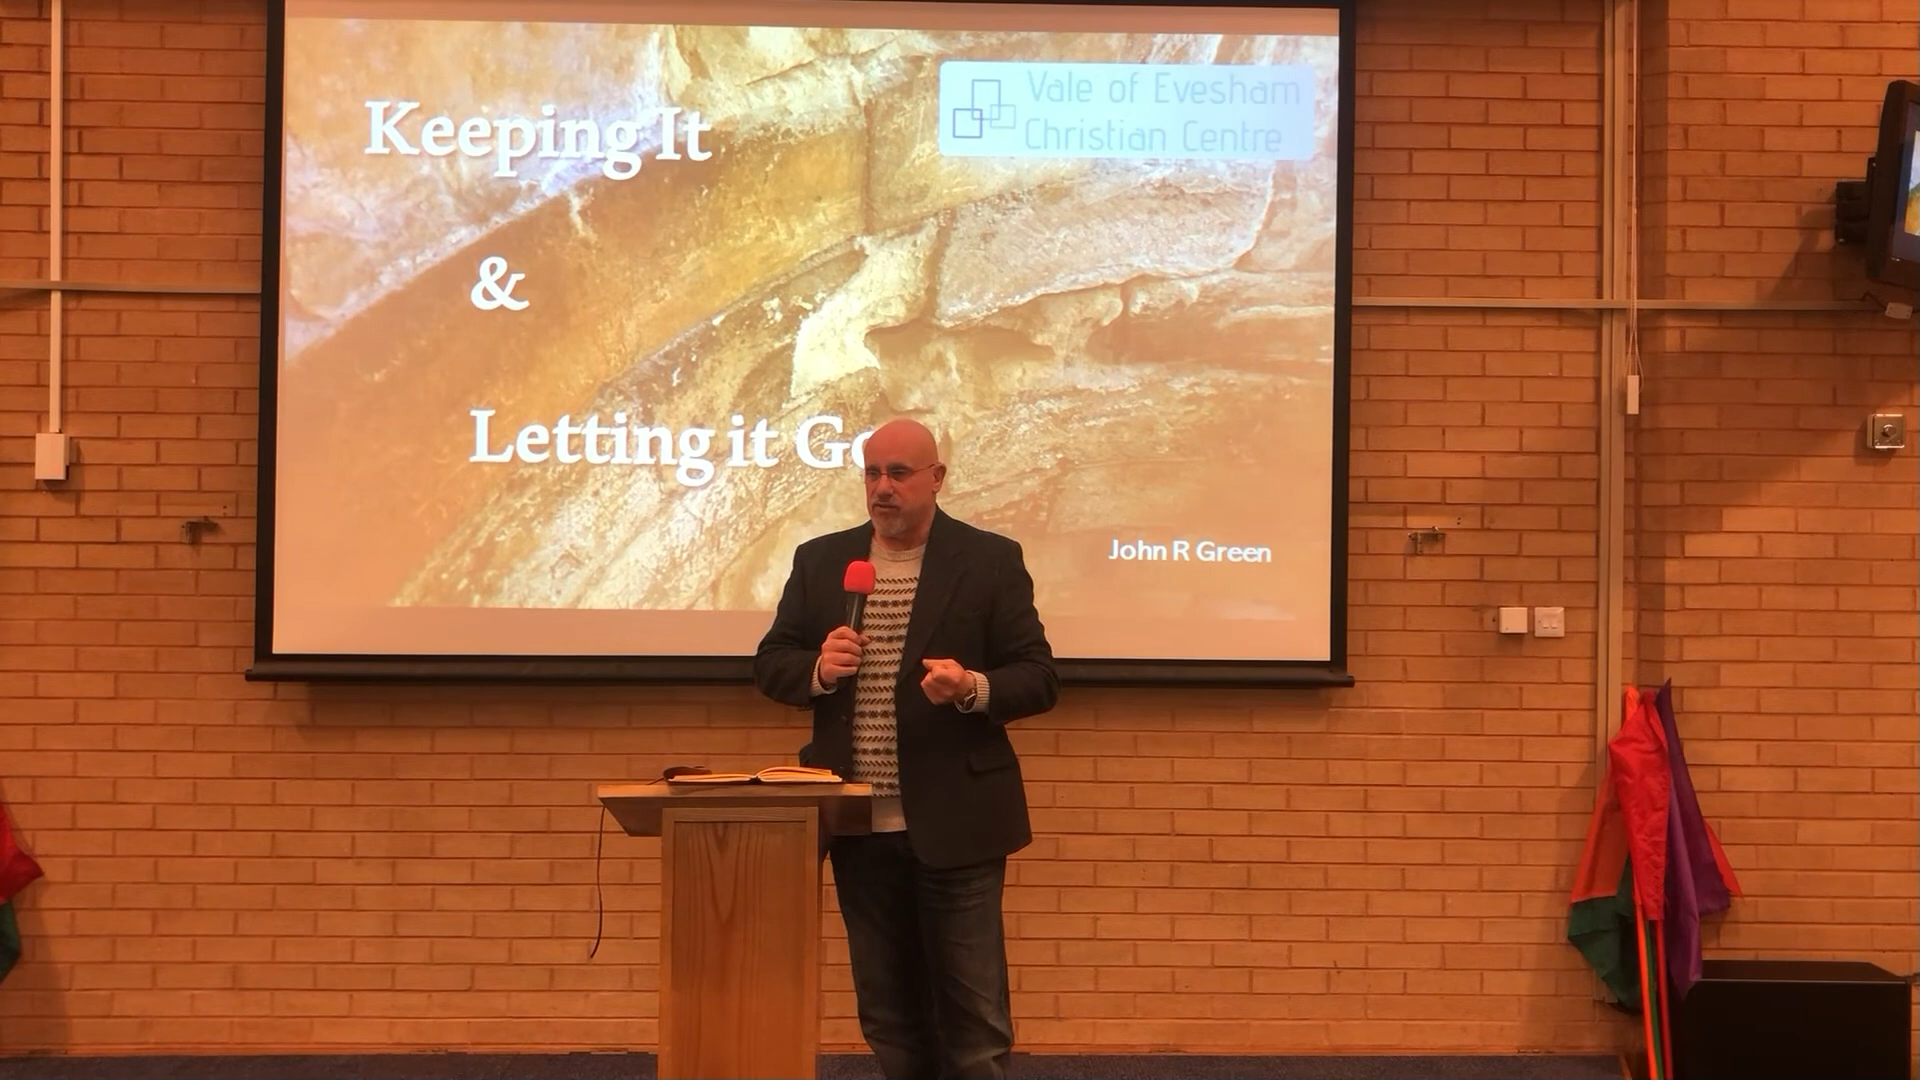 Keeping It
&
Letting it Go
Vale of Evesham
Christian Centre
John R Green